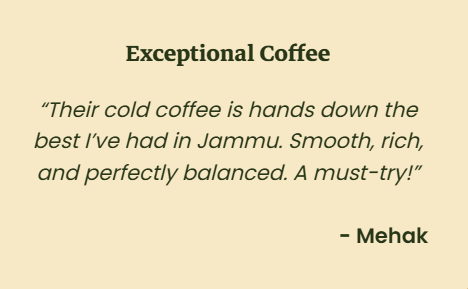 Exceptional Coffee
“Their cold coffee is hands down the
best I’ve had in Jammu. Smooth, rich,
and perfectly balanced. A must-try!”
- Mehak